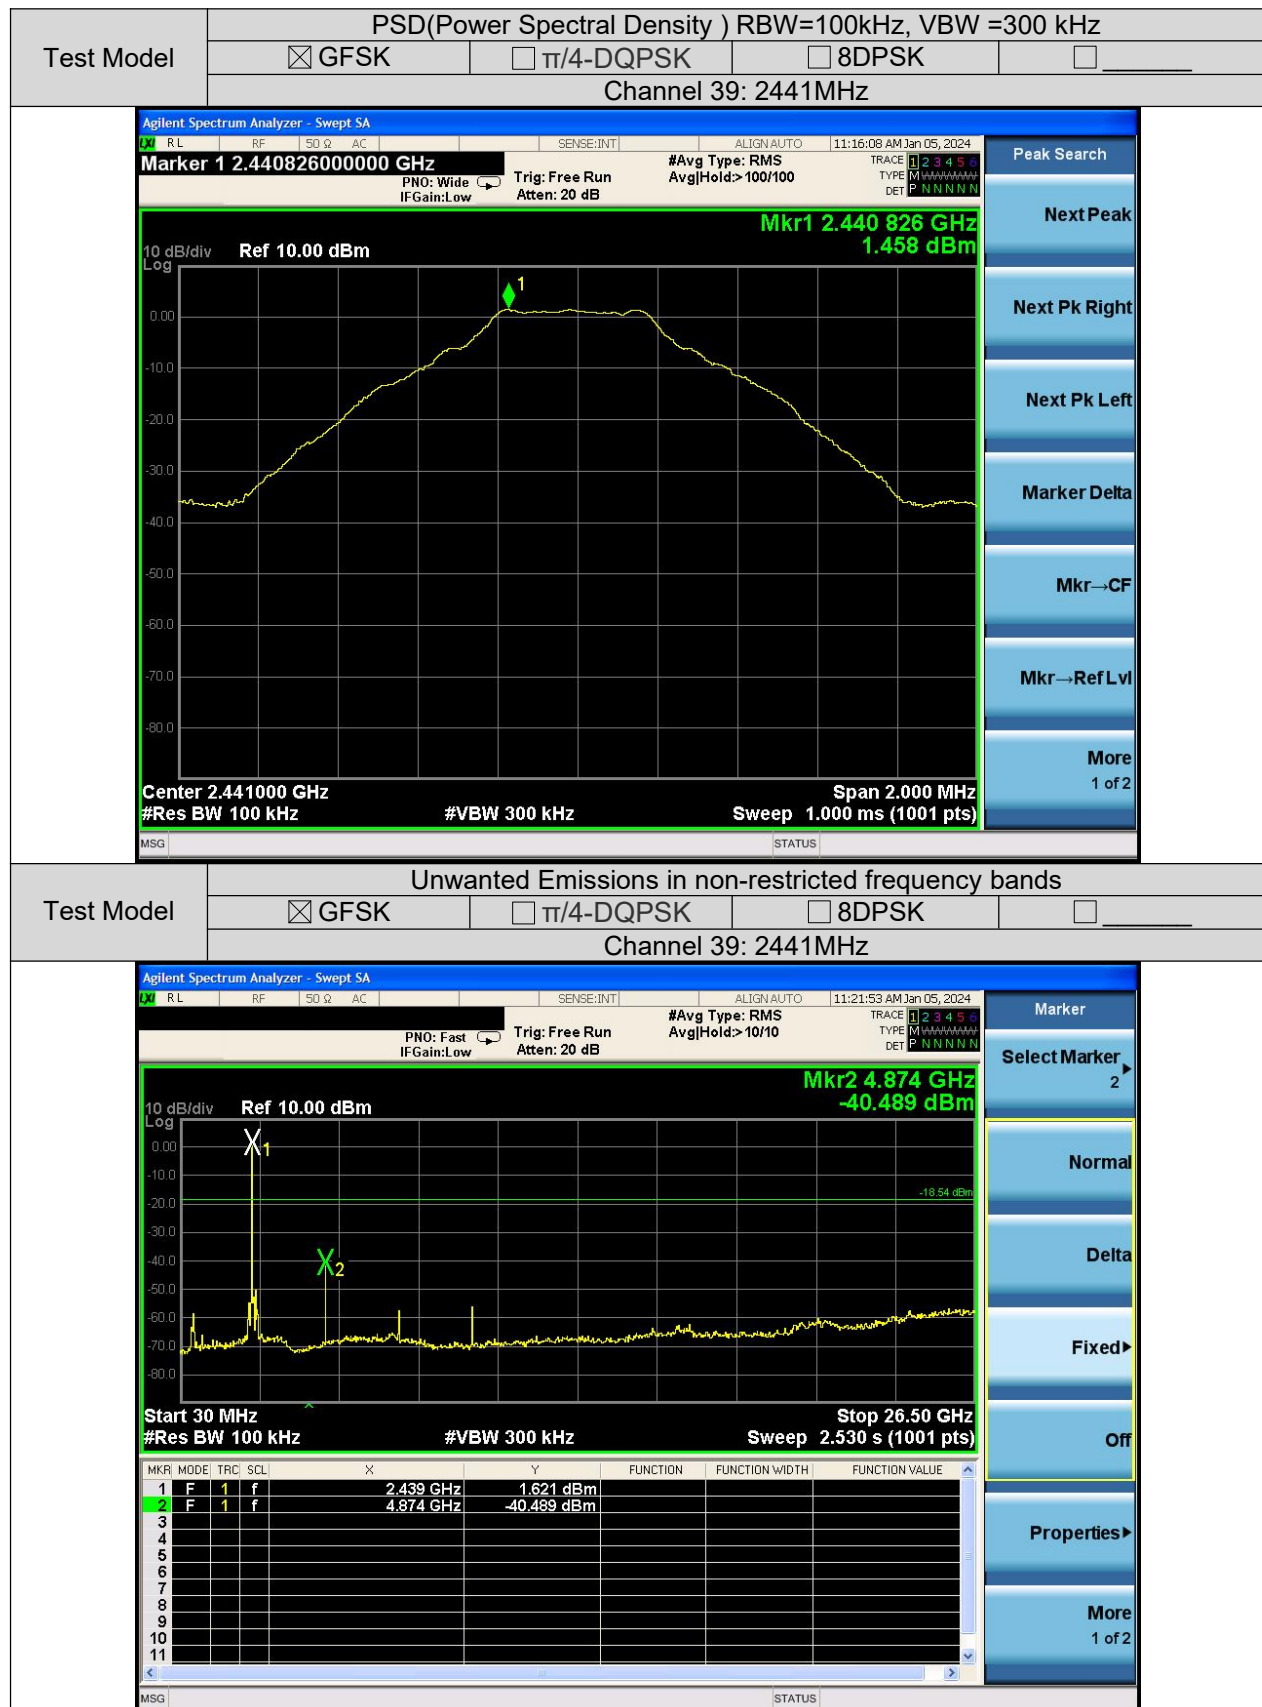 Test Model
PSD(Power Spectral Density ) RBW=100kHz, VBW =300 kHz
☒ GFSK ☐ π/4-DQPSK ☐ 8DPSK ☐ ______
Channel 39: 2441MHz
Agilent Spectrum Analyzer - Swept SA
LXI RL RF 50 Ω AC SENSE:INT ALIGN AUTO 11:16:08 AM Jan 05, 2024
Marker 1 2.440826000000 GHz
PNO: Wide
IFGain:Low
Trig: Free Run
Atten: 20 dB
#Avg Type: RMS
Avg|Hold:>100/100
TRACE 1 2 3 4 5 6
TYPE M WWWWW
DET P N N N N N
Mkr1 2.440 826 GHz
1.458 dBm
10 dB/div Ref 10.00 dBm
Log
1
0.00
-10.0
-20.0
-30.0
-40.0
-50.0
-60.0
-70.0
-80.0
Center 2.441000 GHz Span 2.000 MHz
#Res BW 100 kHz #VBW 300 kHz Sweep 1.000 ms (1001 pts)
MSG STATUS
Peak Search
Next Peak
Next Pk Right
Next Pk Left
Marker Delta
Mkr→CF
Mkr→Ref Lvl
More
1 of 2
Test Model
Unwanted Emissions in non-restricted frequency bands
☒ GFSK ☐ π/4-DQPSK ☐ 8DPSK ☐ ______
Channel 39: 2441MHz
Agilent Spectrum Analyzer - Swept SA
LXI RL RF 50 Ω AC SENSE:INT ALIGN AUTO 11:21:53 AM Jan 05, 2024
PNO: Fast
IFGain:Low
Trig: Free Run
Atten: 20 dB
#Avg Type: RMS
Avg|Hold:>10/10
TRACE 1 2 3 4 5 6
TYPE M WWWWW
DET P N N N N N
Mkr2 4.874 GHz
-40.489 dBm
10 dB/div Ref 10.00 dBm
Log
1
2
-18.54 dBm
0.00
-10.0
-20.0
-30.0
-40.0
-50.0
-60.0
-70.0
-80.0
Start 30 MHz Stop 26.50 GHz
#Res BW 100 kHz #VBW 300 kHz Sweep 2.530 s (1001 pts)
MKR MODE TRC SCL X Y FUNCTION FUNCTION WIDTH FUNCTION VALUE
1 F 1 f 2.439 GHz 1.621 dBm
2 F 1 f 4.874 GHz -40.489 dBm
3
4
5
6
7
8
9
10
11
MSG STATUS
Marker
Select Marker
2
Normal
Delta
Fixed
Off
Properties
More
1 of 2